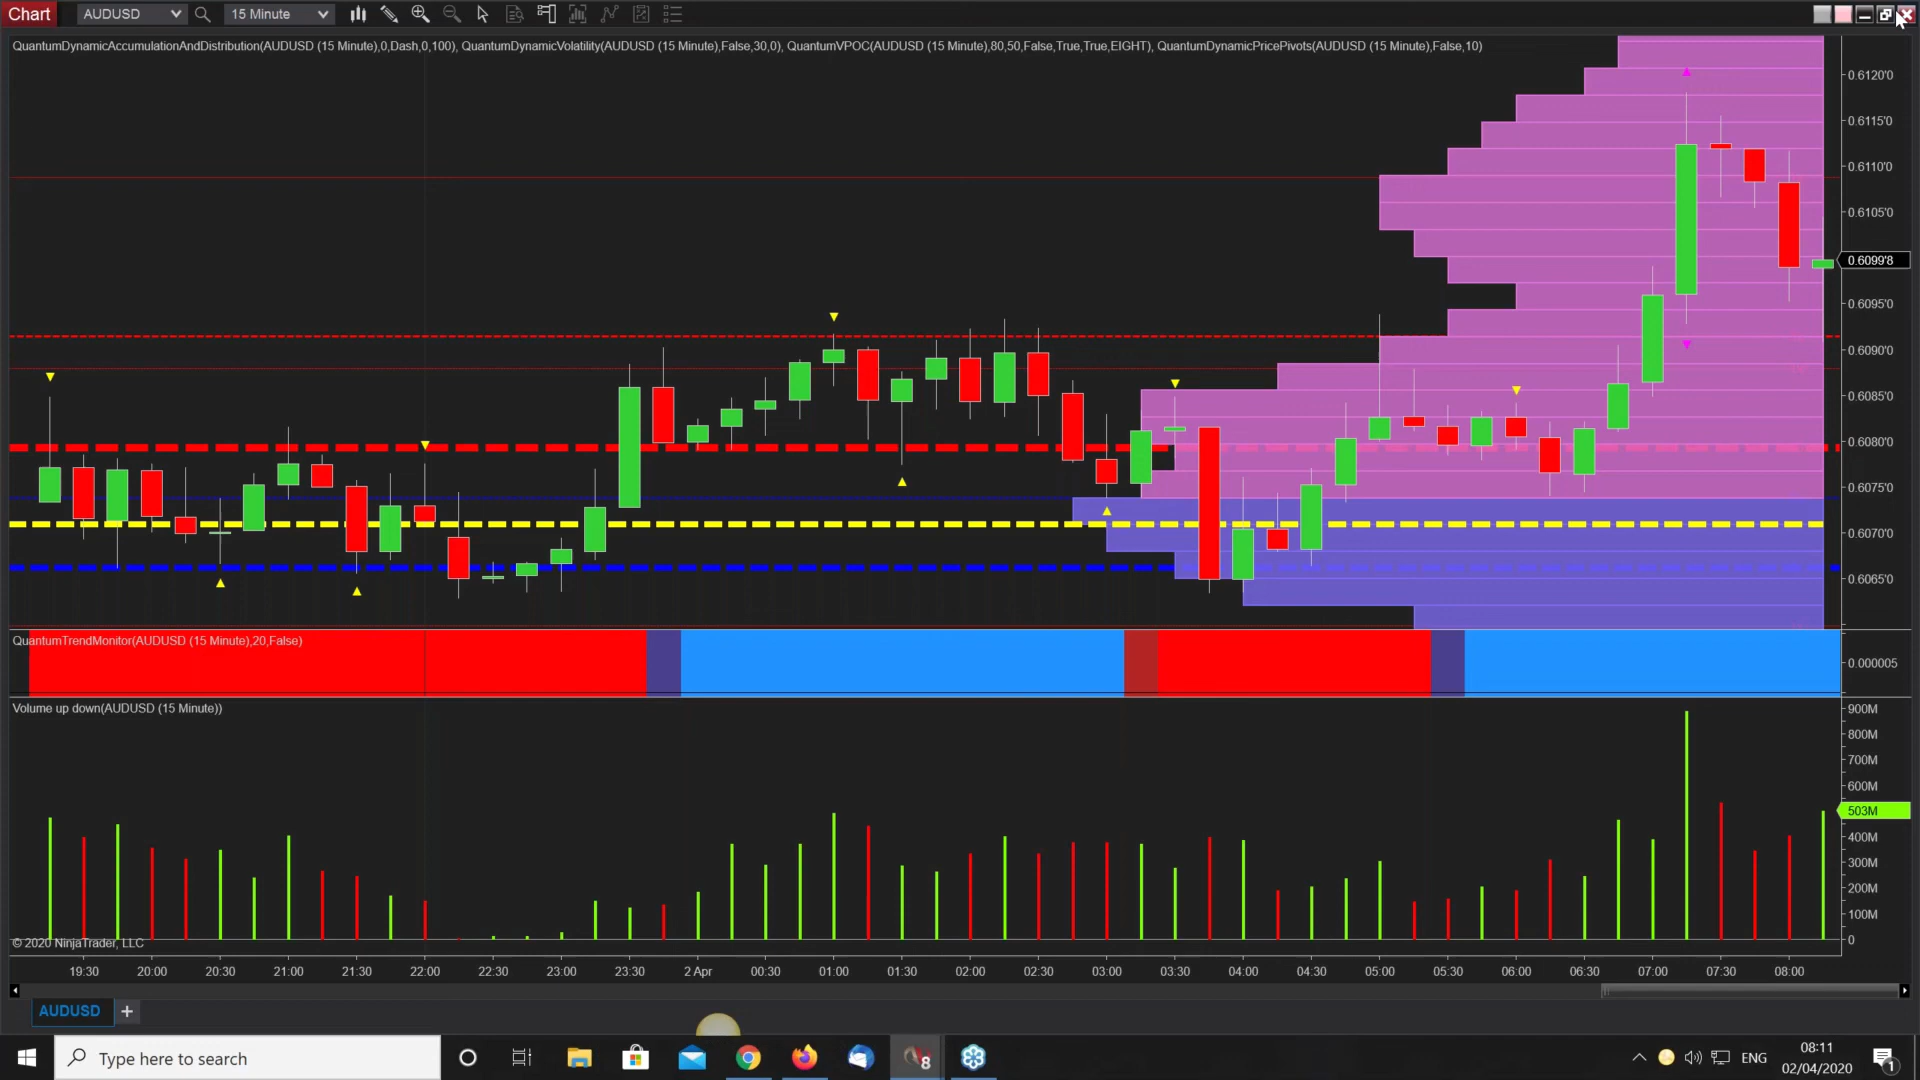 Chart AUDUSD 15 Minute
QuantumDynamicAccumulationAndDistribution(AUDUSD (15 Minute),0,Dash,0,100), QuantumDynamicVolatility(AUDUSD (15 Minute),False,30,0), QuantumVPOC(AUDUSD (15 Minute),80,50,False,True,True,EIGHT), QuantumDynamicPricePivots(AUDUSD (15 Minute),False,10)
0.6120'0
0.6115'0
0.6110'0
0.6105'0
0.6099'8
0.6095'0
0.6090'0
0.6085'0
0.6080'0
0.6075'0
0.6070'0
0.6065'0
QuantumTrendMonitor(AUDUSD (15 Minute),20,False)
0.000005
Volume up down(AUDUSD (15 Minute))
900M
800M
700M
600M
503M
400M
300M
200M
100M
0
© 2020 NinjaTrader, LLC
19:30 20:00 20:30 21:00 21:30 22:00 22:30 23:00 23:30 2 Apr 00:30 01:00 01:30 02:00 02:30 03:00 03:30 04:00 04:30 05:00 05:30 06:00 06:30 07:00 07:30 08:00
AUDUSD +
Type here to search
8
ENG
08:11
02/04/2020
1